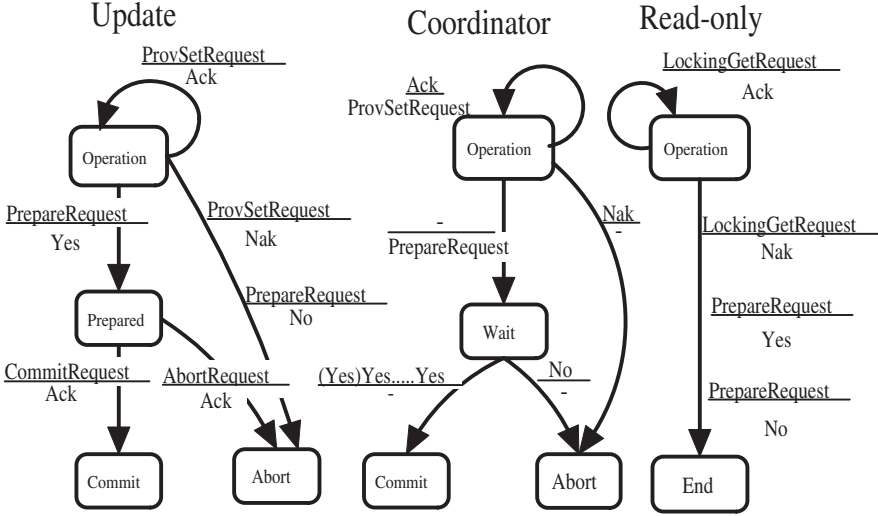 Update
ProvSetRequest
Ack
Operation
PrepareRequest
Yes
ProvSetRequest
Nak
PrepareRequest
No
Prepared
CommitRequest
Ack
AbortRequest
Ack
Commit
Abort
Coordinator
Ack
ProvSetRequest
Operation
-
PrepareRequest
Nak
-
Wait
(Yes)Yes.....Yes
-
No
-
Commit
Abort
Read-only
LockingGetRequest
Ack
Operation
LockingGetRequest
Nak
PrepareRequest
Yes
PrepareRequest
No
End